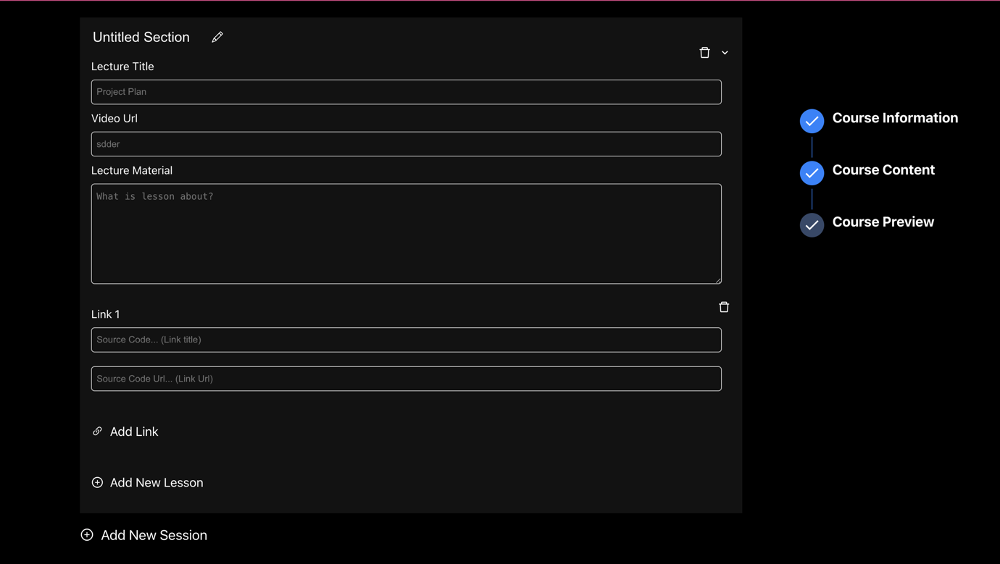 Untitled Section
Lecture Title
Project Plan
Video Url
sdder
Lecture Material
What is lesson about?
Link 1
Source Code... (Link title)
Source Code Url... (Link Url)
Add Link
Add New Lesson
Add New Session
Course Information
Course Content
Course Preview